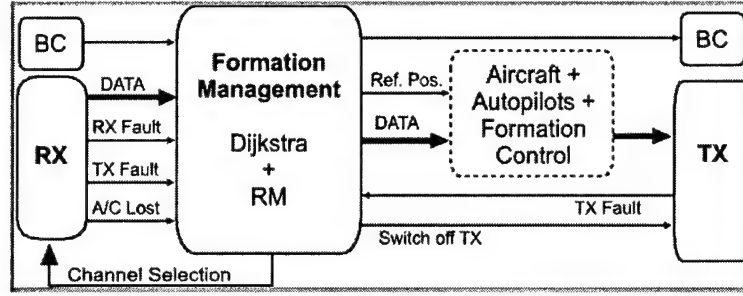 BC
BC
Formation
Management
Dijkstra
+
RM
RX
DATA
RX Fault
TX Fault
A/C Lost
Channel Selection
Ref. Pos.
DATA
Aircraft +
Autopilots +
Formation
Control
TX
TX Fault
Switch off TX